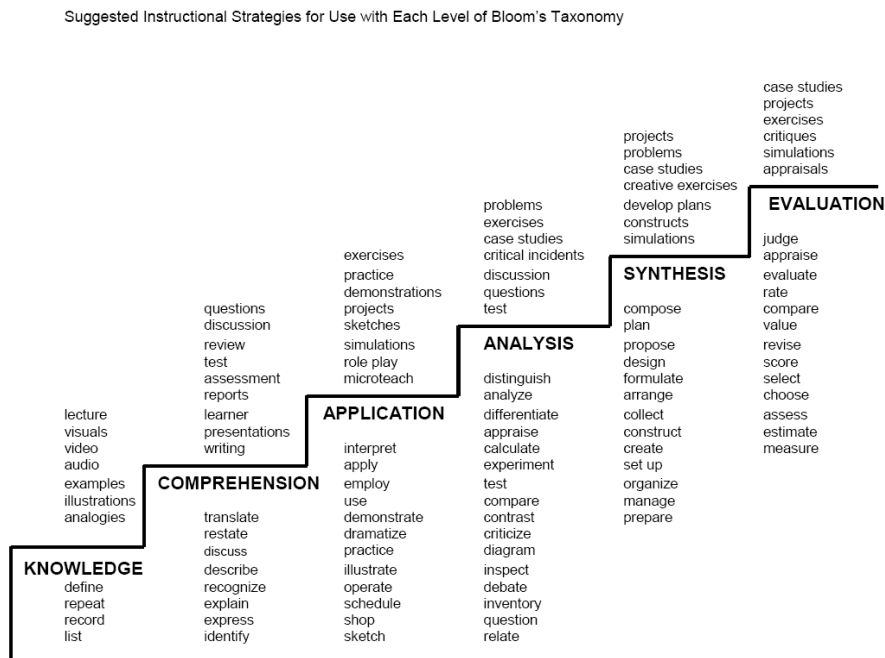 Suggested Instructional Strategies for Use with Each Level of Bloom's Taxonomy
lecture
visuals
video
audio
examples
illustrations
analogies
KNOWLEDGE
define
repeat
record
list
questions
discussion
review
test
assessment
reports
learner
presentations
writing
COMPREHENSION
translate
restate
discuss
describe
recognize
explain
express
identify
exercises
practice
demonstrations
projects
sketches
simulations
role play
microteach
APPLICATION
interpret
apply
employ
use
demonstrate
dramatize
practice
illustrate
operate
schedule
shop
sketch
problems
exercises
case studies
critical incidents
discussion
questions
test
ANALYSIS
distinguish
analyze
differentiate
appraise
calculate
experiment
test
compare
contrast
criticize
diagram
inspect
debate
inventory
question
relate
projects
problems
case studies
creative exercises
develop plans
constructs
simulations
SYNTHESIS
compose
plan
propose
design
formulate
arrange
collect
construct
create
set up
organize
manage
prepare
case studies
projects
exercises
critiques
simulations
appraisals
EVALUATION
judge
appraise
evaluate
rate
compare
value
revise
score
select
choose
assess
estimate
measure